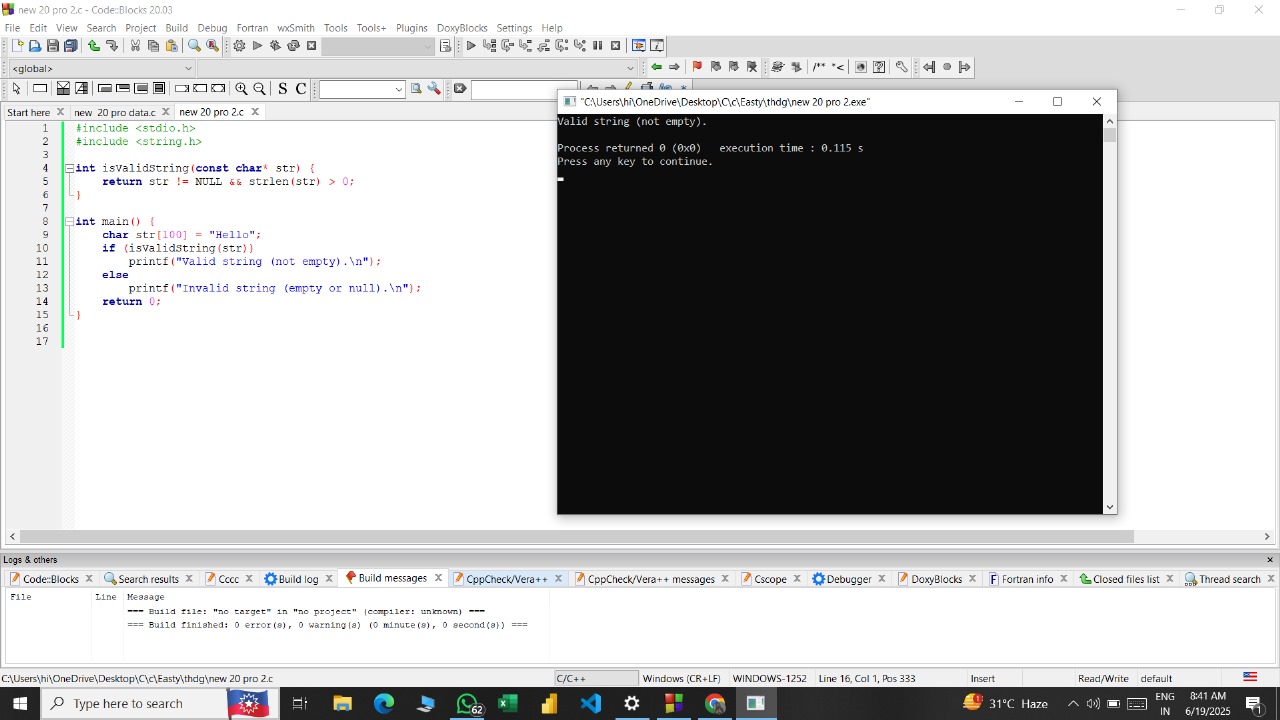 new 20 pro 2.c - Code::Blocks 20.03
File Edit View Search Project Build Debug Fortran wxSmith Tools Tools+ Plugins DoxyBlocks Settings Help
<global>
/** *<
S C
Start here new  20 pro data.c new 20 pro 2.c
1 #include <stdio.h>
2 #include <string.h>
3
4 int isValidString(const char* str) {
5 return str != NULL && strlen(str) > 0;
6 }
7
8 int main() {
9 char str[100] = "Hello";
10 if (isValidString(str))
11 printf("Valid string (not empty).\n");
12 else
13 printf("Invalid string (empty or null).\n");
14 return 0;
15 }
16
17
"C:\Users\hi\OneDrive\Desktop\C\c\Easty\thdg\new 20 pro 2.exe"
Valid string (not empty).
Process returned 0 (0x0)   execution time : 0.115 s
Press any key to continue.
Logs & others
Code::Blocks Search results Cccc Build log Build messages CppCheck/Vera++ CppCheck/Vera++ messages Cscope Debugger DoxyBlocks Fortran info Closed files list Thread search
File Line Message
=== Build file: "no target" in "no project" (compiler: unknown) ===
=== Build finished: 0 error(s), 0 warning(s) (0 minute(s), 0 second(s)) ===
C:\Users\hi\OneDrive\Desktop\C\c\Easty\thdg\new 20 pro 2.c C/C++ Windows (CR+LF) WINDOWS-1252 Line 16, Col 1, Pos 333 Insert Read/Write default
Type here to search
62
31°C Haze
ENG
IN
8:41 AM
6/19/2025
1